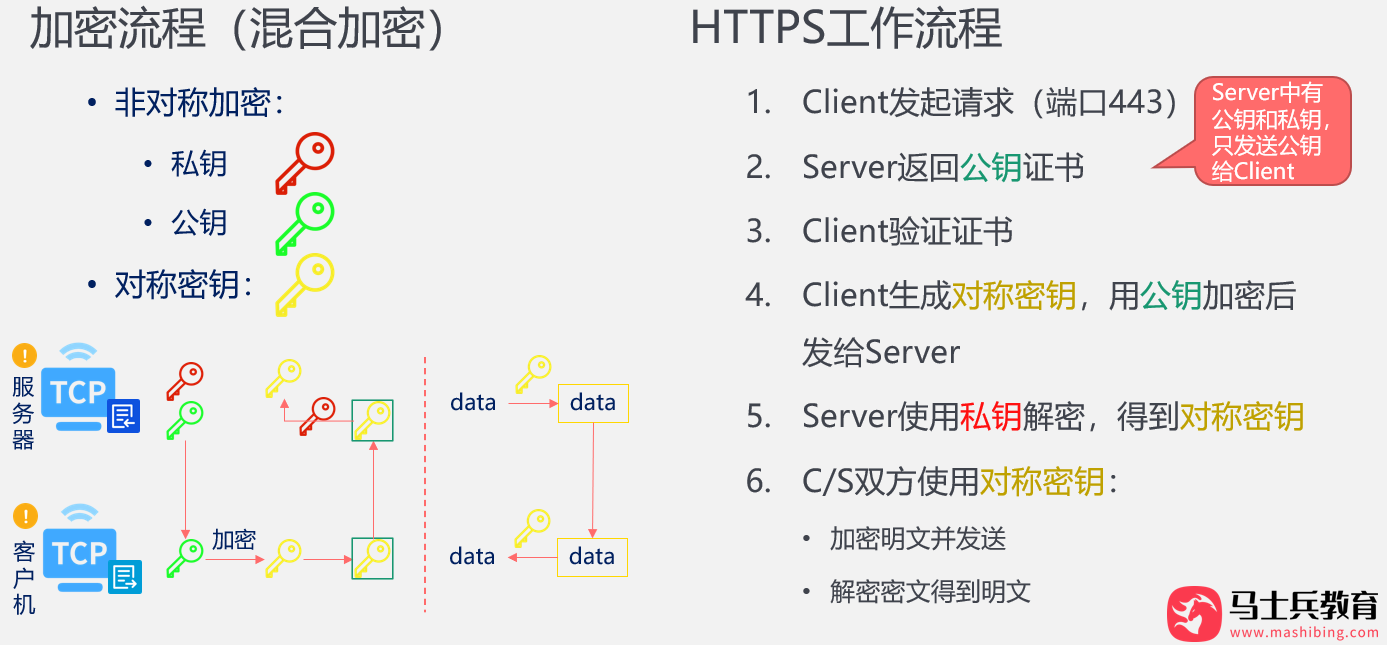 加密流程（混合加密）
• 非对称加密：
• 私钥
• 公钥
• 对称密钥：
!
服务器
TCP
data
data
!
客户机
TCP
加密
data
data
HTTPS工作流程
1. Client发起请求（端口443）
2. Server返回公钥证书
3. Client验证证书
4. Client生成对称密钥，用公钥加密后
发给Server
5. Server使用私钥解密，得到对称密钥
6. C/S双方使用对称密钥：
• 加密明文并发送
• 解密密文得到明文
Server中有
公钥和私钥，
只发送公钥
给Client
马士兵教育
www.mashibing.com